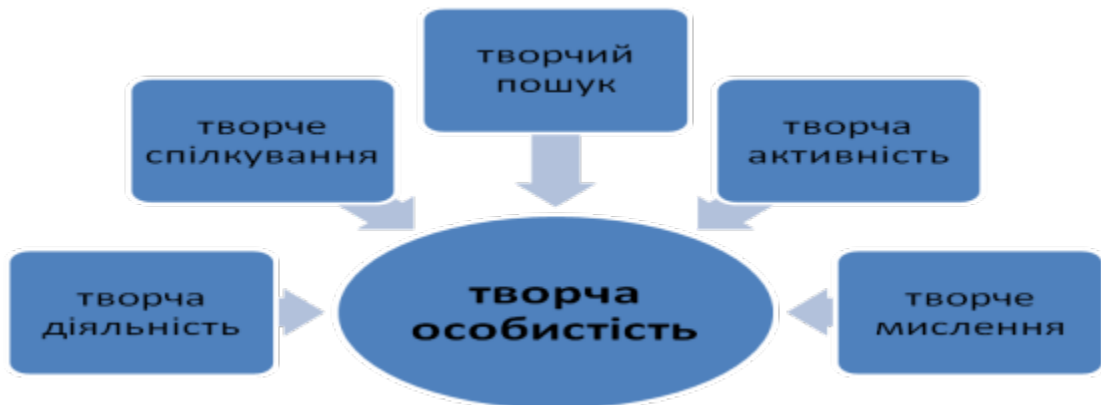 творчий
пошук
творче
спілкування
творча
активність
творча
діяльність
творча
особистість
творче
мислення